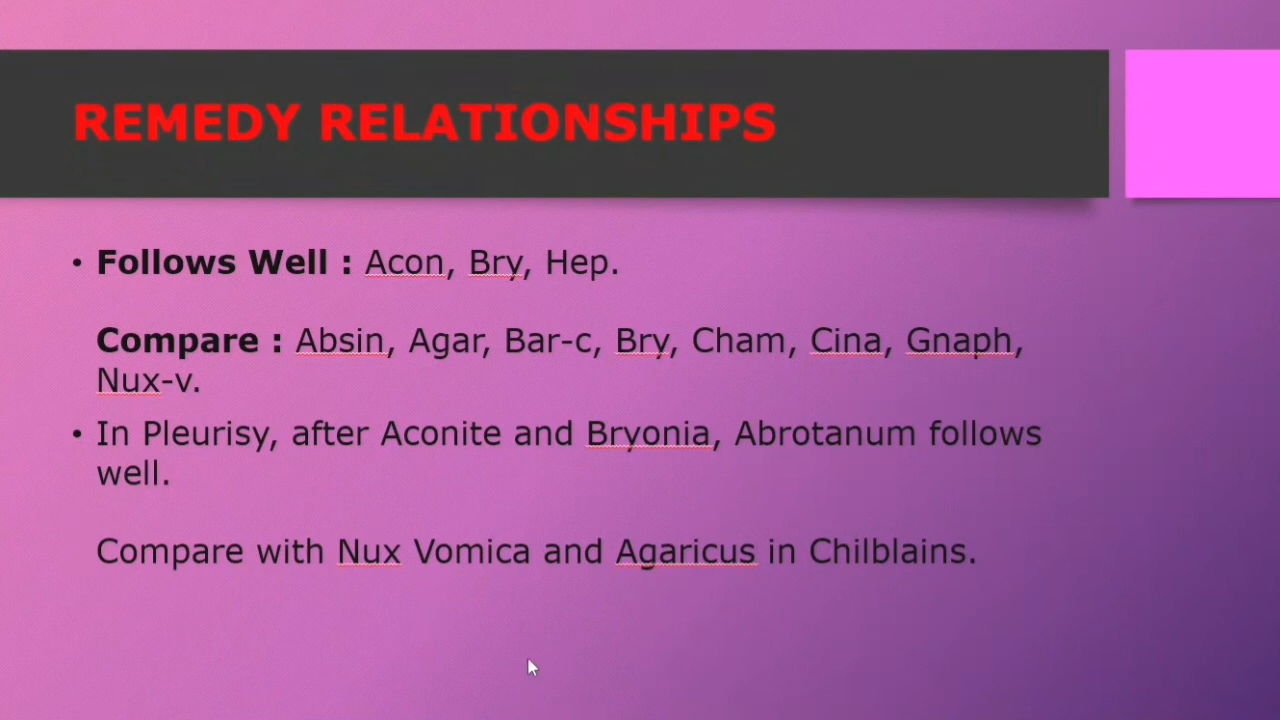 REMEDY RELATIONSHIPS
• Follows Well : Acon, Bry, Hep.
Compare : Absin, Agar, Bar-c, Bry, Cham, Cina, Gnaph,
Nux-v.
• In Pleurisy, after Aconite and Bryonia, Abrotanum follows
well.
Compare with Nux Vomica and Agaricus in Chilblains.